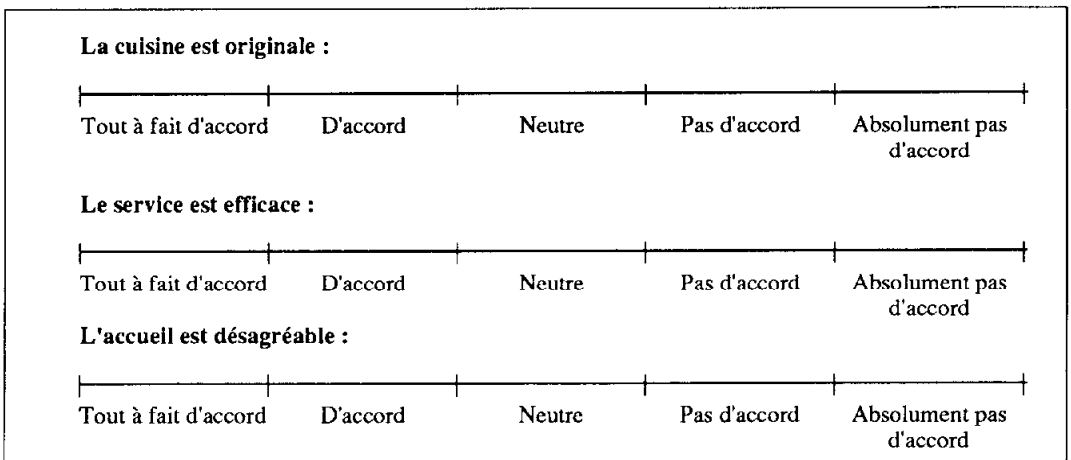 La cuisine est originale :
Tout à fait d'accord D'accord Neutre Pas d'accord Absolument pas
d'accord
Le service est efficace :
Tout à fait d'accord D'accord Neutre Pas d'accord Absolument pas
d'accord
L'accueil est désagréable :
Tout à fait d'accord D'accord Neutre Pas d'accord Absolument pas
d'accord